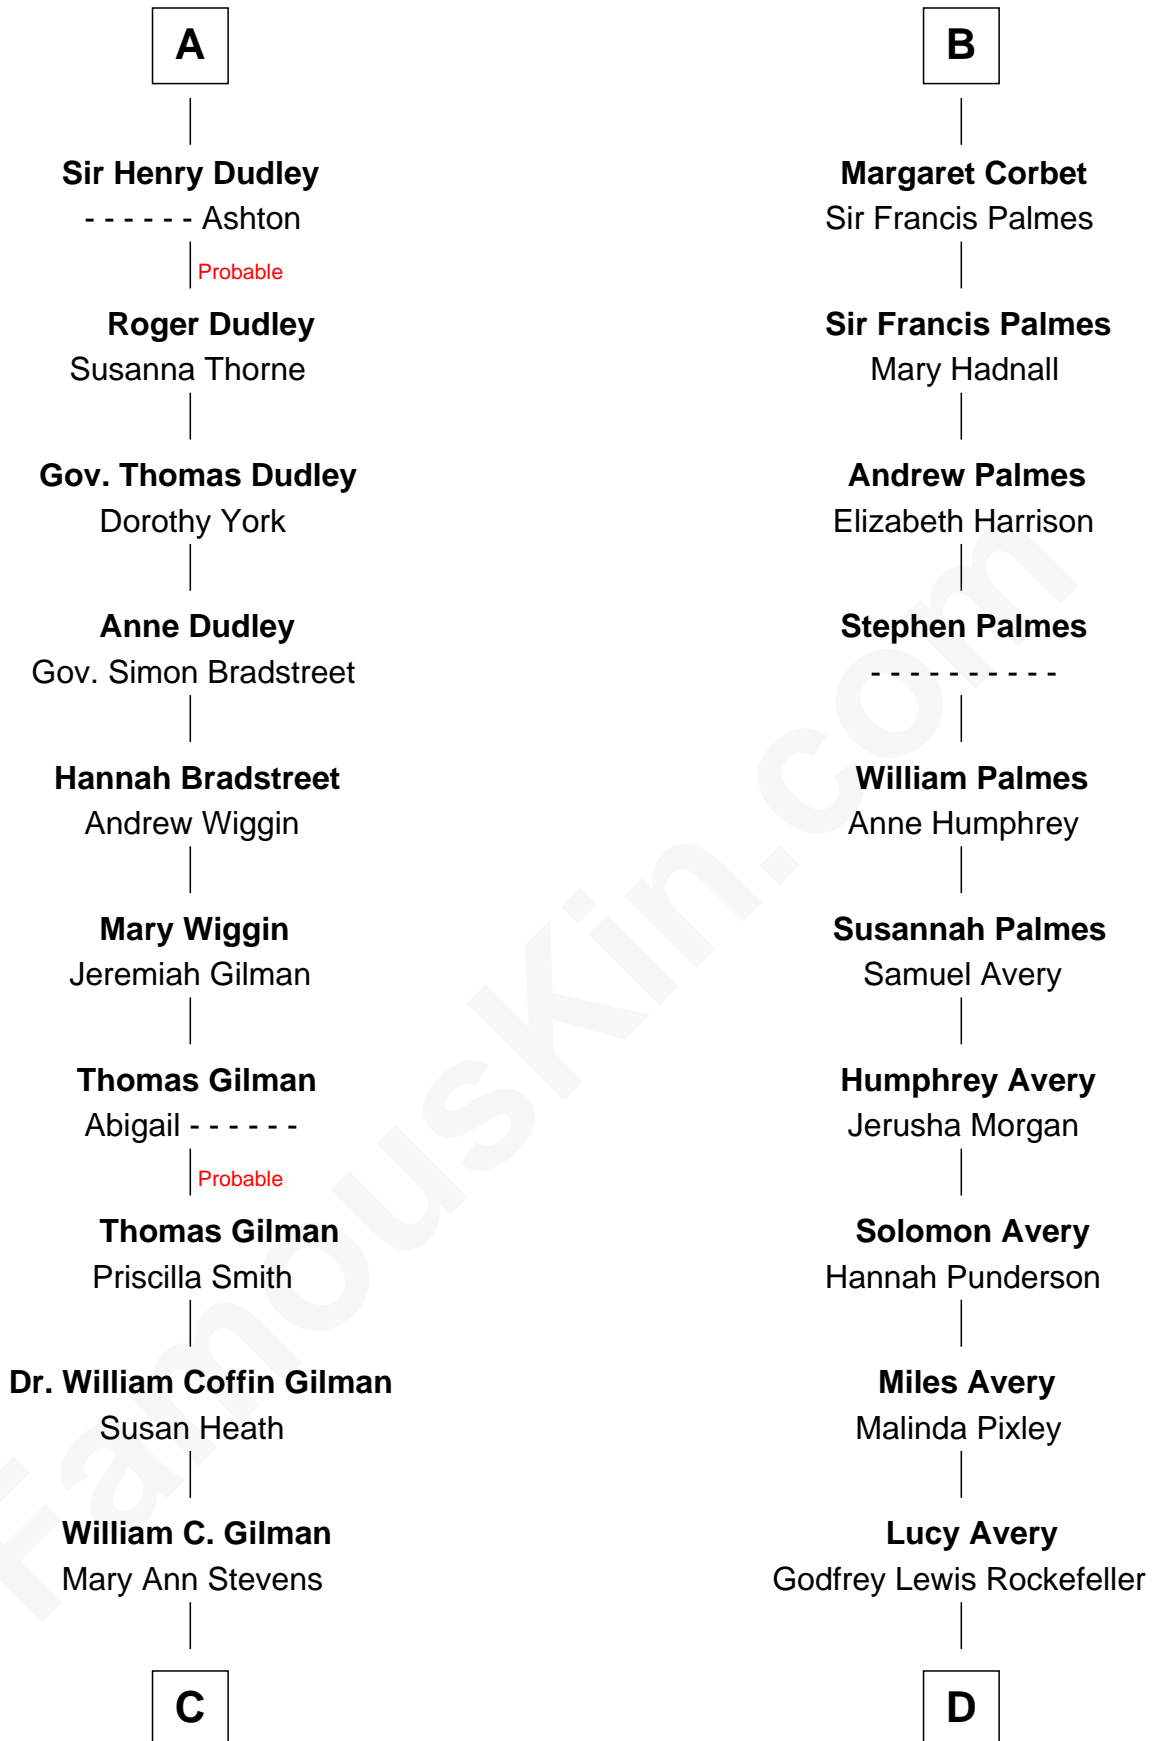 A
Sir Henry Dudley
- - - - - - Ashton
Probable
Roger Dudley
Susanna Thorne
Gov. Thomas Dudley
Dorothy York
Anne Dudley
Gov. Simon Bradstreet
Hannah Bradstreet
Andrew Wiggin
Mary Wiggin
Jeremiah Gilman
Thomas Gilman
Abigail - - - - - -
Probable
Thomas Gilman
Priscilla Smith
Dr. William Coffin Gilman
Susan Heath
William C. Gilman
Mary Ann Stevens
C
B
Margaret Corbet
Sir Francis Palmes
Sir Francis Palmes
Mary Hadnall
Andrew Palmes
Elizabeth Harrison
Stephen Palmes
- - - - - - - - - -
William Palmes
Anne Humphrey
Susannah Palmes
Samuel Avery
Humphrey Avery
Jerusha Morgan
Solomon Avery
Hannah Punderson
Miles Avery
Malinda Pixley
Lucy Avery
Godfrey Lewis Rockefeller
D
FamousKin.com